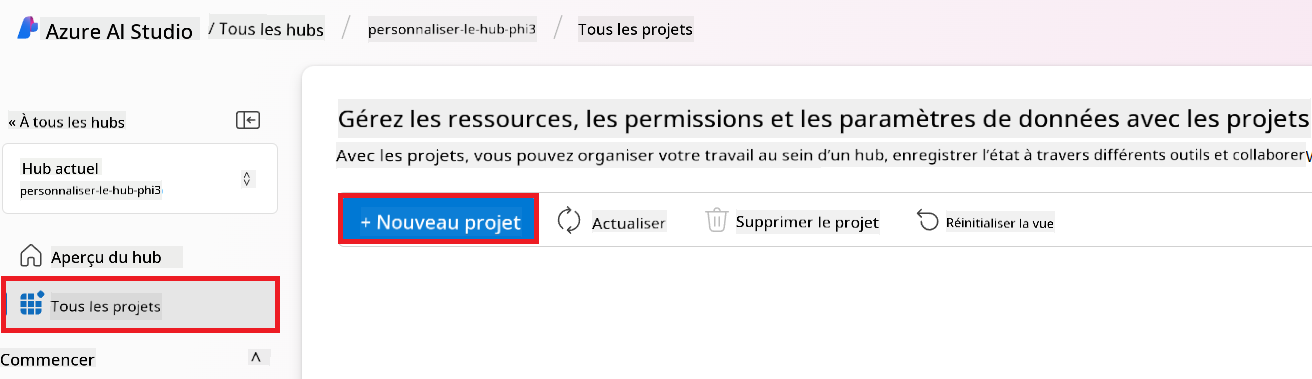 Azure AI Studio / Tous les hubs / personnaliser-le-hub-phi3 / Tous les projets
« À tous les hubs
Hub actuel
personnaliser-le-hub-phi3
Aperçu du hub
Tous les projets
Commencer
Gérez les ressources, les permissions et les paramètres de données avec les projets
Avec les projets, vous pouvez organiser votre travail au sein d’un hub, enregistrer l’état à travers différents outils et collaborer
+ Nouveau projet Actualiser Supprimer le projet Réinitialiser la vue